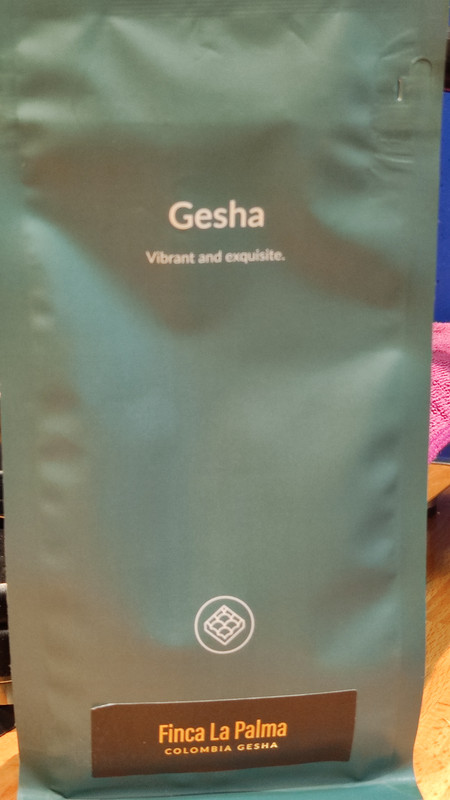 Gesha
Vibrant and exquisite.
Finca La Palma
COLOMBIA GESHA